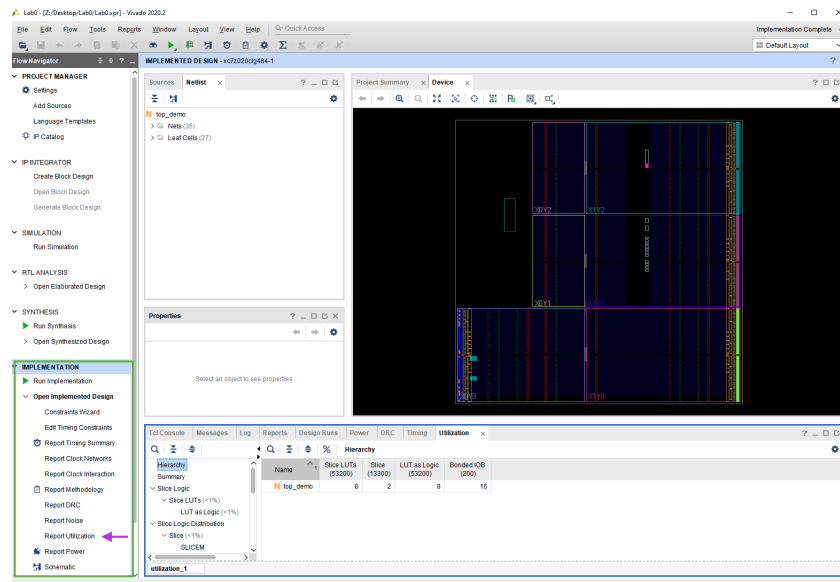 Lab0 - [Z:/Desktop/Lab0/Lab0.xpr] - Vivado 2020.2
File Edit Flow Tools Reports Window Layout View Help Q- Quick Access
Implementation Complete
Default Layout
Flow Navigator
IMPLEMENTED DESIGN - xc7z020clg484-1
PROJECT MANAGER
Settings
Add Sources
Language Templates
IP Catalog
IP INTEGRATOR
Create Block Design
Open Block Design
Generate Block Design
SIMULATION
Run Simulation
RTL ANALYSIS
Open Elaborated Design
SYNTHESIS
Run Synthesis
Open Synthesized Design
IMPLEMENTATION
Run Implementation
Open Implemented Design
Constraints Wizard
Edit Timing Constraints
Report Timing Summary
Report Clock Networks
Report Clock Interaction
Report Methodology
Report DRC
Report Noise
Report Utilization
Report Power
Schematic
Sources Netlist
N top_demo
Nets (35)
Leaf Cells (27)
Properties
Select an object to see properties
Project Summary Device
X0Y2 X1Y2
X0Y1 X1Y1
X0Y0 X1Y0
Tcl Console Messages Log Reports Design Runs Power DRC Timing Utilization
Hierarchy
Hierarchy
Summary
Slice Logic
Slice LUTs (<1%)
LUT as Logic (<1%)
Slice Logic Distribution
Slice (<1%)
SLICEM
Name 1 Slice LUTs (53200) Slice (13300) LUT as Logic (53200) Bonded IOB (200)
N top_demo 8 2 8 16
utilization_1